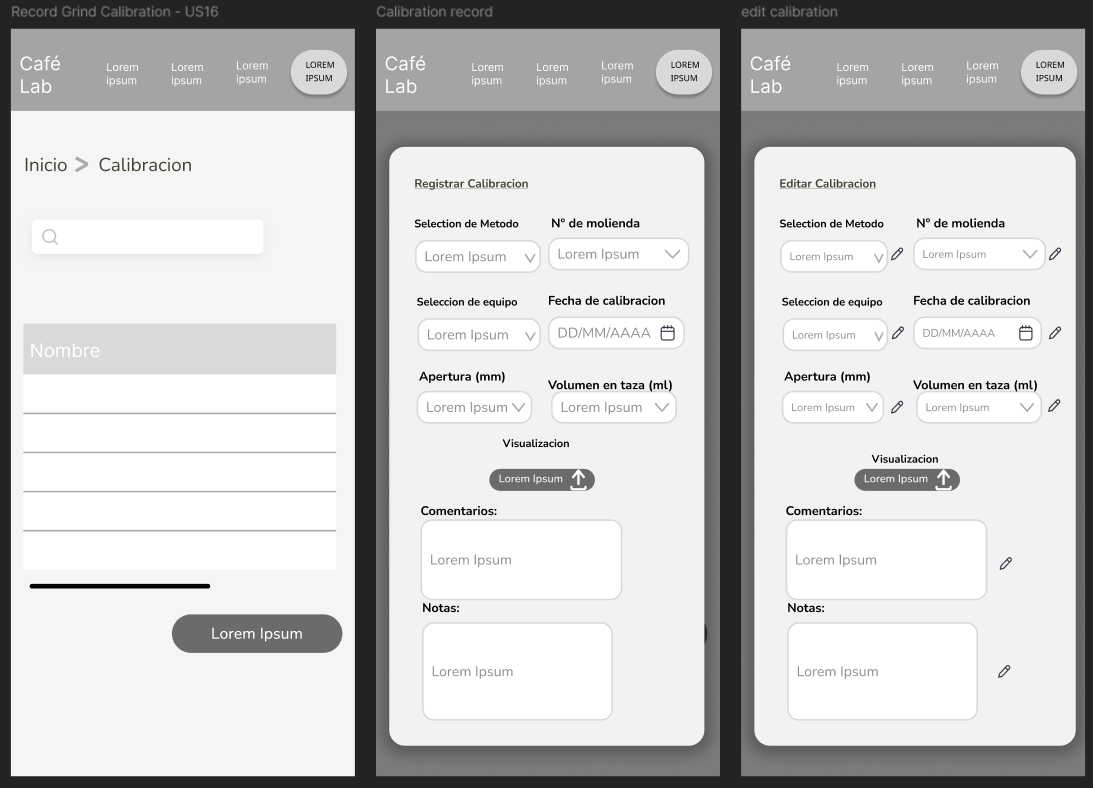 Record Grind Calibration - US16
Café
Lab
Lorem
ipsum
Lorem
ipsum
Lorem
ipsum
LOREM
IPSUM
Inicio > Calibracion
Nombre
Lorem Ipsum
Calibration record
Café
Lab
Lorem
ipsum
Lorem
ipsum
Lorem
ipsum
LOREM
IPSUM
Registrar Calibracion
Selection de Metodo
N° de molienda
Lorem Ipsum
Lorem Ipsum
Seleccion de equipo
Fecha de calibracion
Lorem Ipsum
DD/MM/AAAA
Apertura (mm)
Volumen en taza (ml)
Lorem Ipsum
Lorem Ipsum
Visualizacion
Lorem Ipsum
Comentarios:
Lorem Ipsum
Notas:
Lorem Ipsum
edit calibration
Café
Lab
Lorem
ipsum
Lorem
ipsum
Lorem
ipsum
LOREM
IPSUM
Editar Calibracion
Selection de Metodo
N° de molienda
Lorem Ipsum
Lorem Ipsum
Seleccion de equipo
Fecha de calibracion
Lorem Ipsum
DD/MM/AAAA
Apertura (mm)
Volumen en taza (ml)
Lorem Ipsum
Lorem Ipsum
Visualizacion
Lorem Ipsum
Comentarios:
Lorem Ipsum
Notas:
Lorem Ipsum